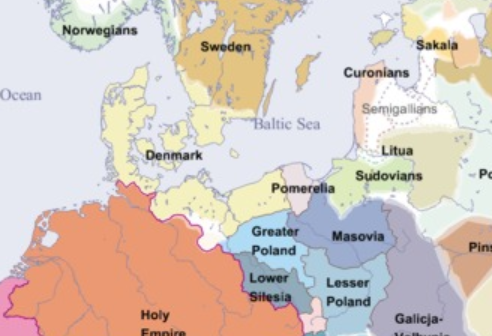 Norwegians
Sweden
Sakala
Curonians
Ocean
Semigallians
Baltic Sea
Litua
Denmark
Sudovians
Po
Pomerelia
Greater
Poland
Masovia
Pins
Lower
Silesia
Lesser
Poland
Holy
Empire
Galicja-